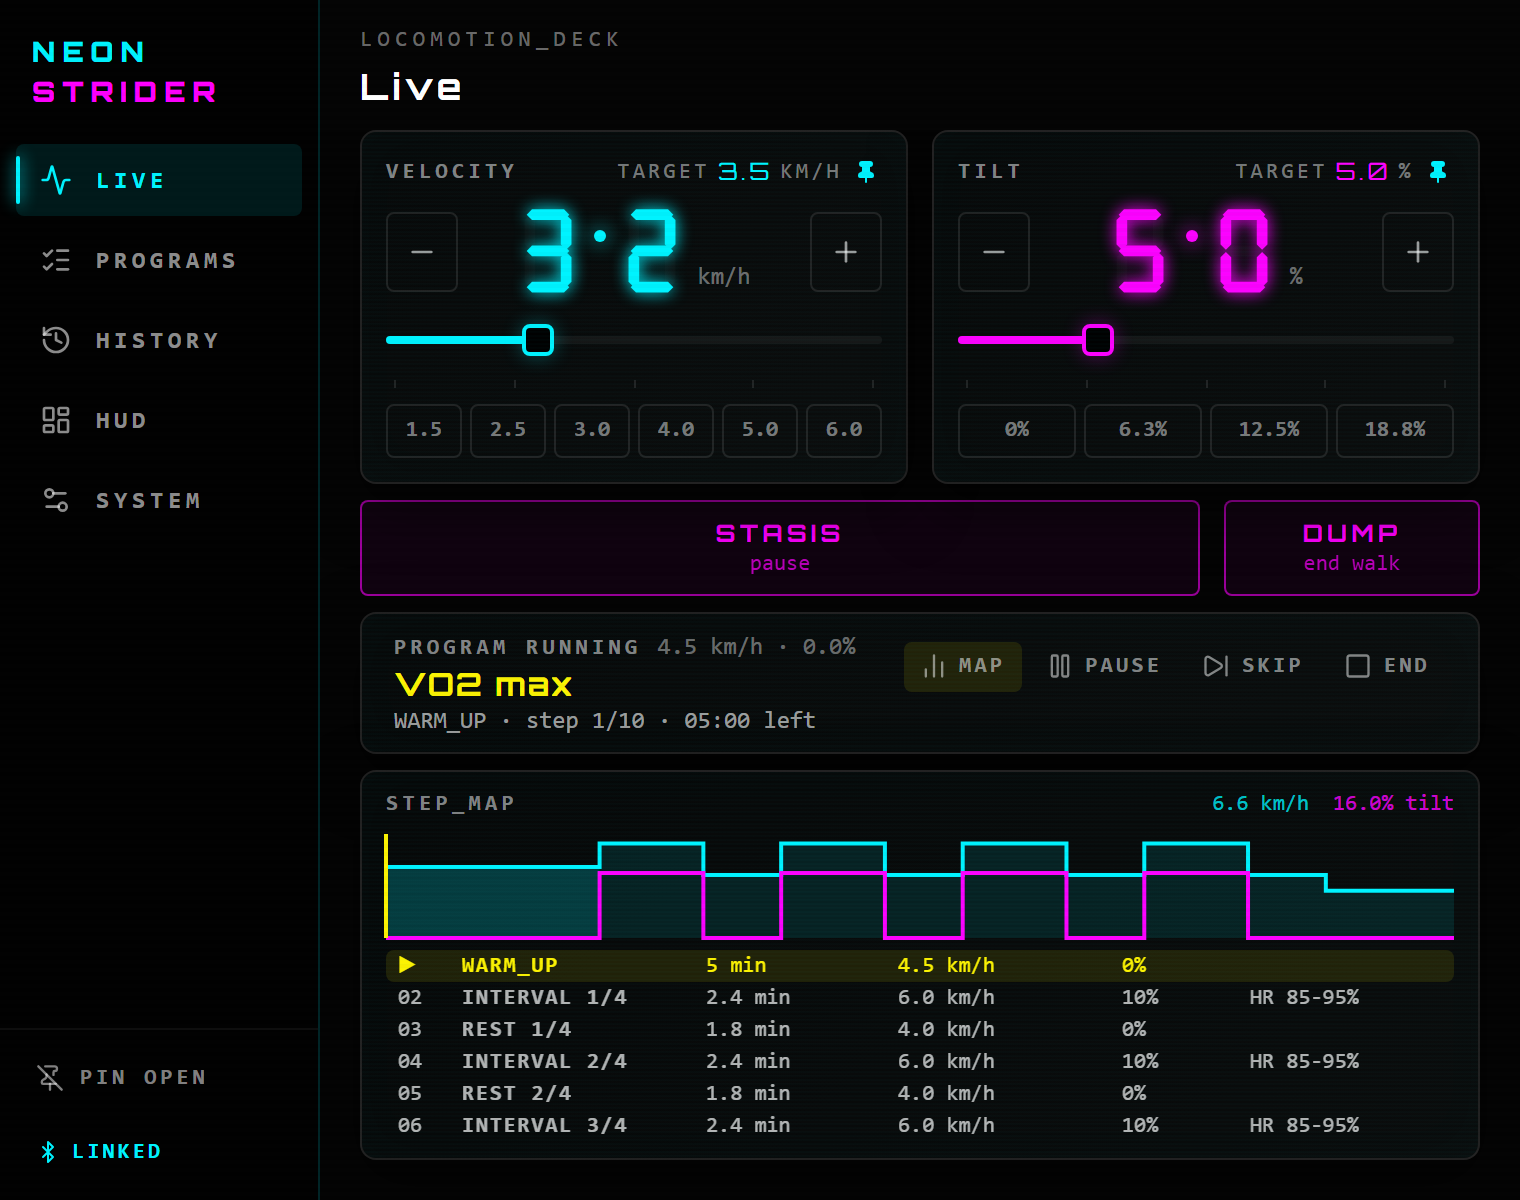 NEON
STRIDER
LIVE
PROGRAMS
HISTORY
HUD
SYSTEM
PIN OPEN
LINKED
LOCOMOTION_DECK
Live
VELOCITY TARGET 3.5 KM/H
− 3.2 km/h +
1.5 2.5 3.0 4.0 5.0 6.0
TILT TARGET 5.0 %
− 5.0 % +
0% 6.3% 12.5% 18.8%
STASIS
pause
DUMP
end walk
PROGRAM RUNNING 4.5 km/h · 0.0%
VO2 max
WARM_UP · step 1/10 · 05:00 left
MAP PAUSE SKIP END
STEP_MAP 6.6 km/h 16.0% tilt
WARM_UP 5 min 4.5 km/h 0%
02 INTERVAL 1/4 2.4 min 6.0 km/h 10% HR 85-95%
03 REST 1/4 1.8 min 4.0 km/h 0%
04 INTERVAL 2/4 2.4 min 6.0 km/h 10% HR 85-95%
05 REST 2/4 1.8 min 4.0 km/h 0%
06 INTERVAL 3/4 2.4 min 6.0 km/h 10% HR 85-95%